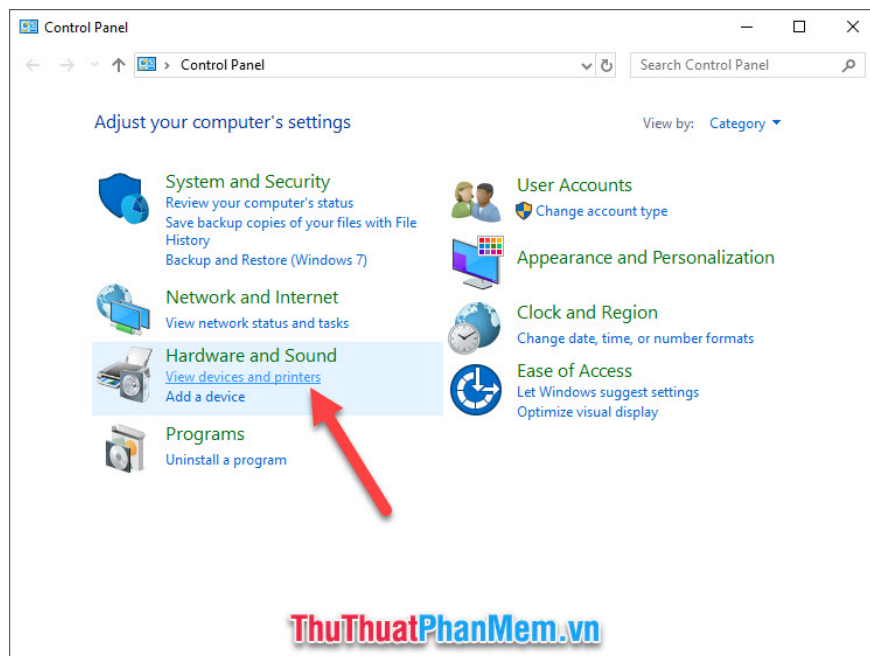 Control Panel
Control Panel
Search Control Panel
Adjust your computer's settings
View by: Category
System and Security
Review your computer's status
Save backup copies of your files with File
History
Backup and Restore (Windows 7)
Network and Internet
View network status and tasks
Hardware and Sound
View devices and printers
Add a device
Programs
Uninstall a program
User Accounts
Change account type
Appearance and Personalization
Clock and Region
Change date, time, or number formats
Ease of Access
Let Windows suggest settings
Optimize visual display
ThuThuatPhanMem.vn